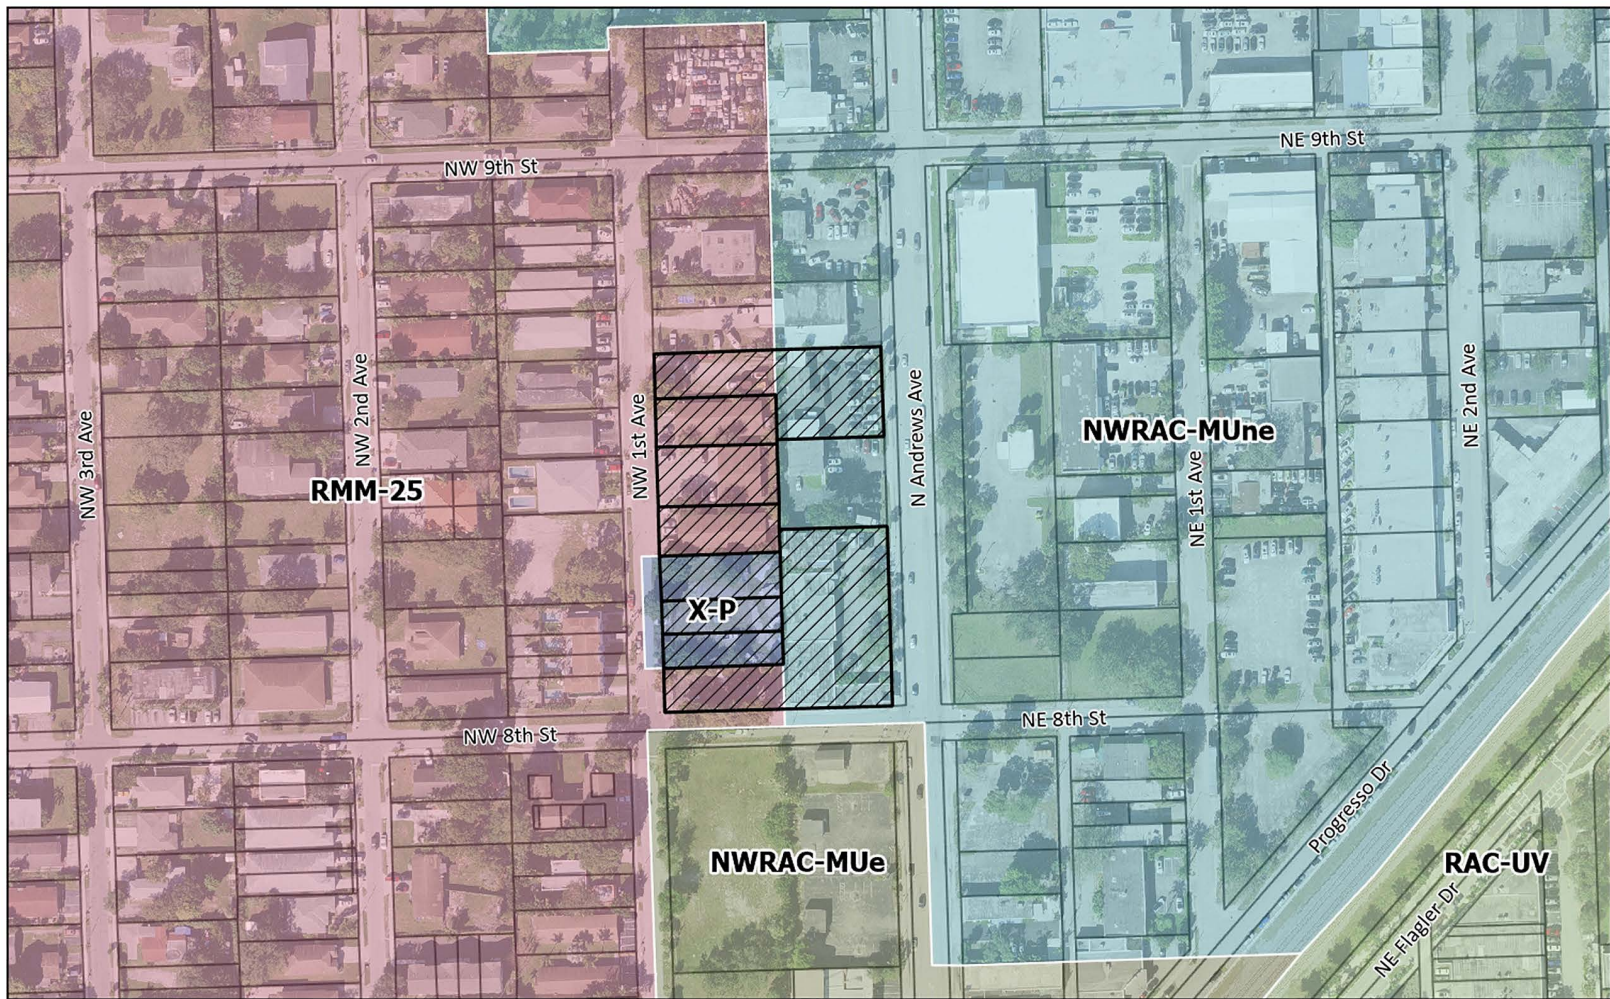 NE 9th St
NW 9th St
NW 3rd Ave
NW 2nd Ave
NW 1st Ave
N Andrews Ave
NE 1st Ave
NE 2nd Ave
NWRAC-MUne
RMM-25
X-P
NE 8th St
NW 8th St
Progresso Dr
NWRAC-MUe
RAC-UV
NE Flagler Dr